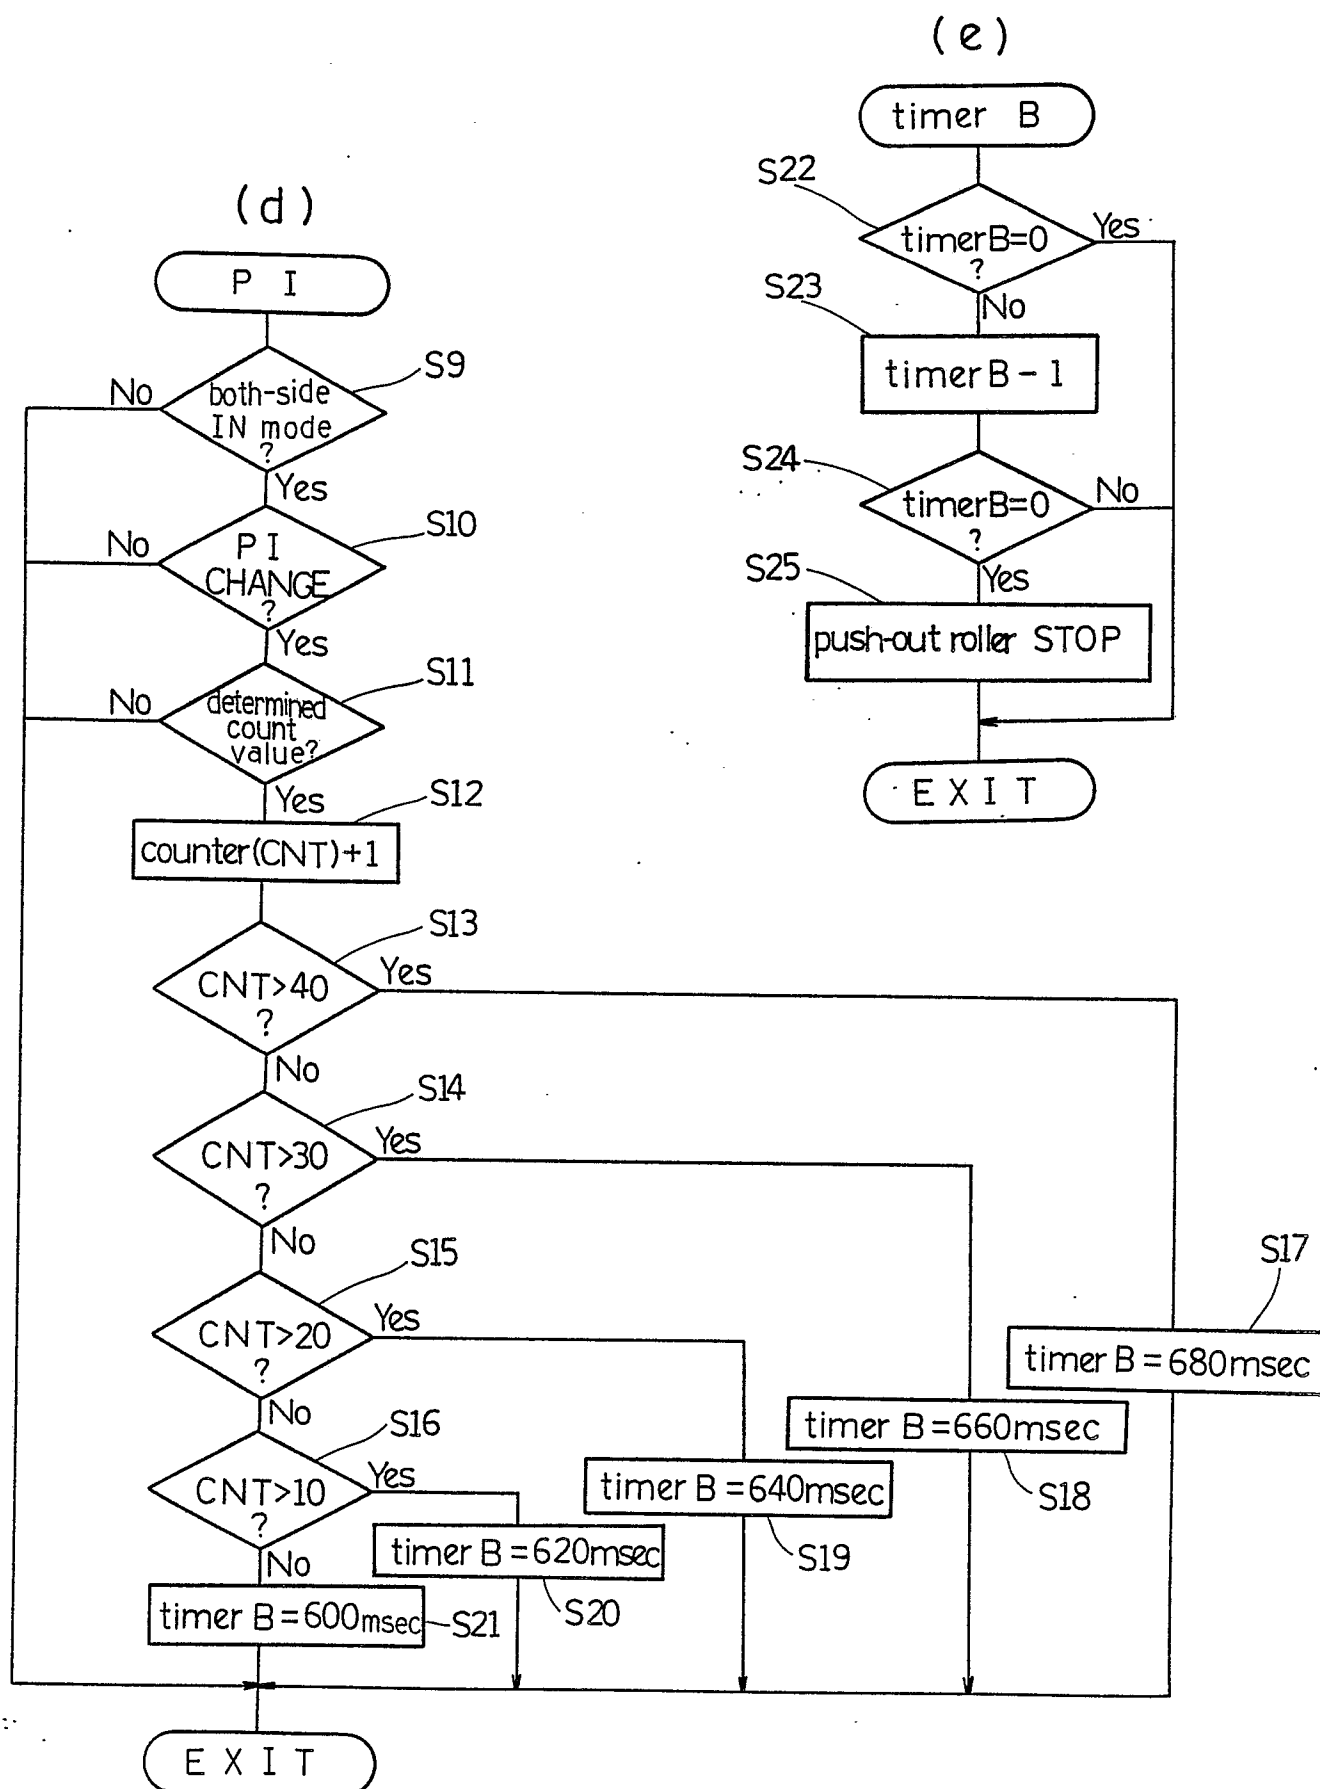 (d)
P I
S9
both-side
IN mode
?
No
Yes
S10
P I
CHANGE
?
No
Yes
S11
determined
count
value?
No
Yes
S12
counter(CNT)+1
S13
CNT>40
?
Yes
No
S14
CNT>30
?
Yes
No
S15
CNT>20
?
Yes
No
S16
CNT>10
?
Yes
No
S17
timer B=680msec
timer B=660msec
S18
timer B=640msec
S19
timer B=620msec
S20
timer B=600msec
S21
EXIT
(e)
timer B
S22
timerB=0
?
Yes
No
S23
timerB-1
S24
timerB=0
?
No
Yes
S25
push-out roller STOP
EXIT